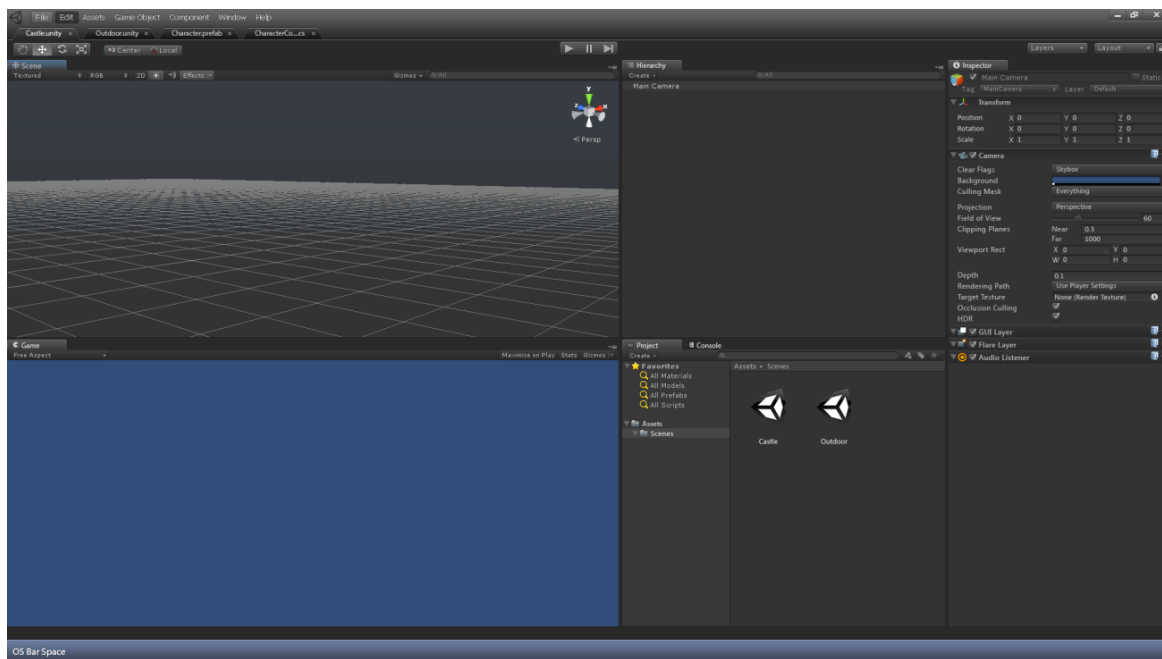 File Edit Assets Game Object Component Window Help
Castle.unity × Outdoor.unity × Character.prefab × CharacterCo...cs ×
Center Local Layers Layout
Scene
Textured RGB 2D Effects Gizmos All
y
x
z
Persp
Hierarchy
Create All
Main Camera
Inspector
Main Camera Static
Tag MainCamera Layer Default
Transform
Position X 0 Y 0 Z 0
Rotation X 0 Y 0 Z 0
Scale X 1 Y 1 Z 1
Camera
Clear Flags Skybox
Background
Culling Mask Everything
Projection Perspective
Field of View 60
Clipping Planes Near 0.3
Far 1000
Viewport Rect X 0 Y 0
W 0 H 0
Depth 0.1
Rendering Path Use Player Settings
Target Texture None (Render Texture)
Occlusion Culling
HDR
GUI Layer
Flare Layer
Audio Listener
Game
Free Aspect Maximize on Play Stats Gizmos
Project Console
Create
Favorites
All Materials
All Models
All Prefabs
All Scripts
Assets
Scenes
Assets Scenes
Castle Outdoor
OS Bar Space